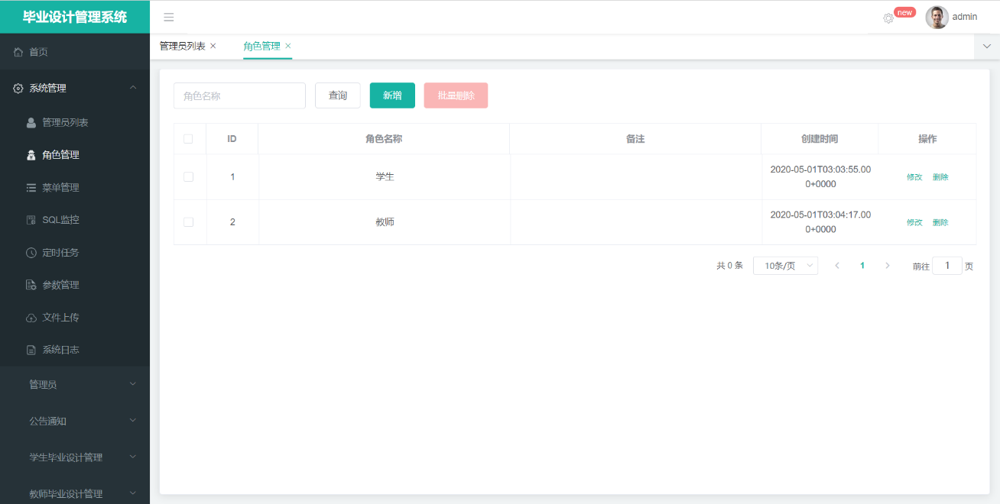 毕业设计管理系统
new
admin
首页
系统管理
管理员列表
角色管理
菜单管理
SQL监控
定时任务
参数管理
文件上传
系统日志
管理员
公告通知
学生毕业设计管理
教师毕业设计管理
管理员列表 × 角色管理 ×
角色名称 查询 新增 批量删除
ID 角色名称 备注 创建时间 操作
1 学生 2020-05-01T03:03:55.00 修改 删除
0+0000
2 教师 2020-05-01T03:04:17.00 修改 删除
0+0000
共 0 条 10条/页 1 前往 1 页